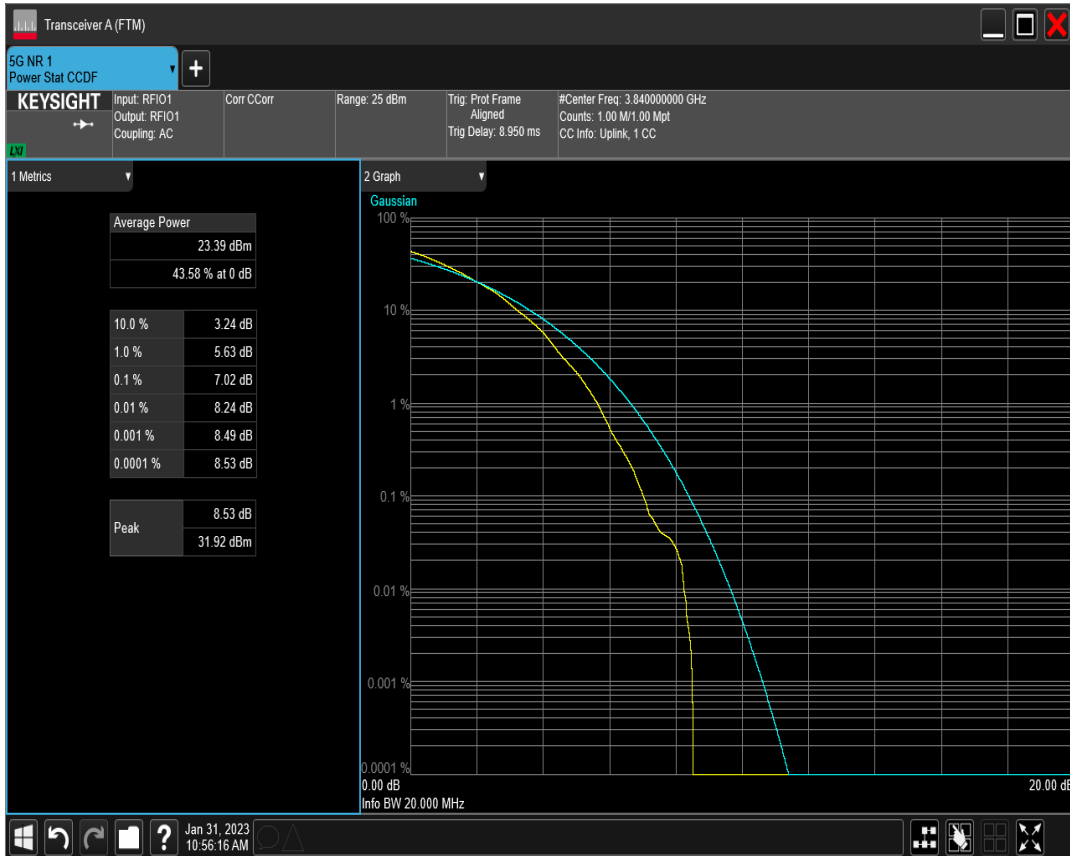 Transceiver A (FTM)
5G NR 1
Power Stat CCDF
+
KEYSIGHT
LXI
Input: RFIO1
Output: RFIO1
Coupling: AC
Corr CCorr
Range: 25 dBm
Trig: Prot Frame
Aligned
Trig Delay: 8.950 ms
#Center Freq: 3.840000000 GHz
Counts: 1.00 M/1.00 Mpt
CC Info: Uplink, 1 CC
1 Metrics
Average Power
23.39 dBm
43.58 % at 0 dB
10.0 % 3.24 dB
1.0 % 5.63 dB
0.1 % 7.02 dB
0.01 % 8.24 dB
0.001 % 8.49 dB
0.0001 % 8.53 dB
Peak
8.53 dB
31.92 dBm
2 Graph
Gaussian
100 %
10 %
1 %
0.1 %
0.01 %
0.001 %
0.0001 %
0.00 dB
20.00 dB
Info BW 20.000 MHz
?
Jan 31, 2023
10:56:16 AM